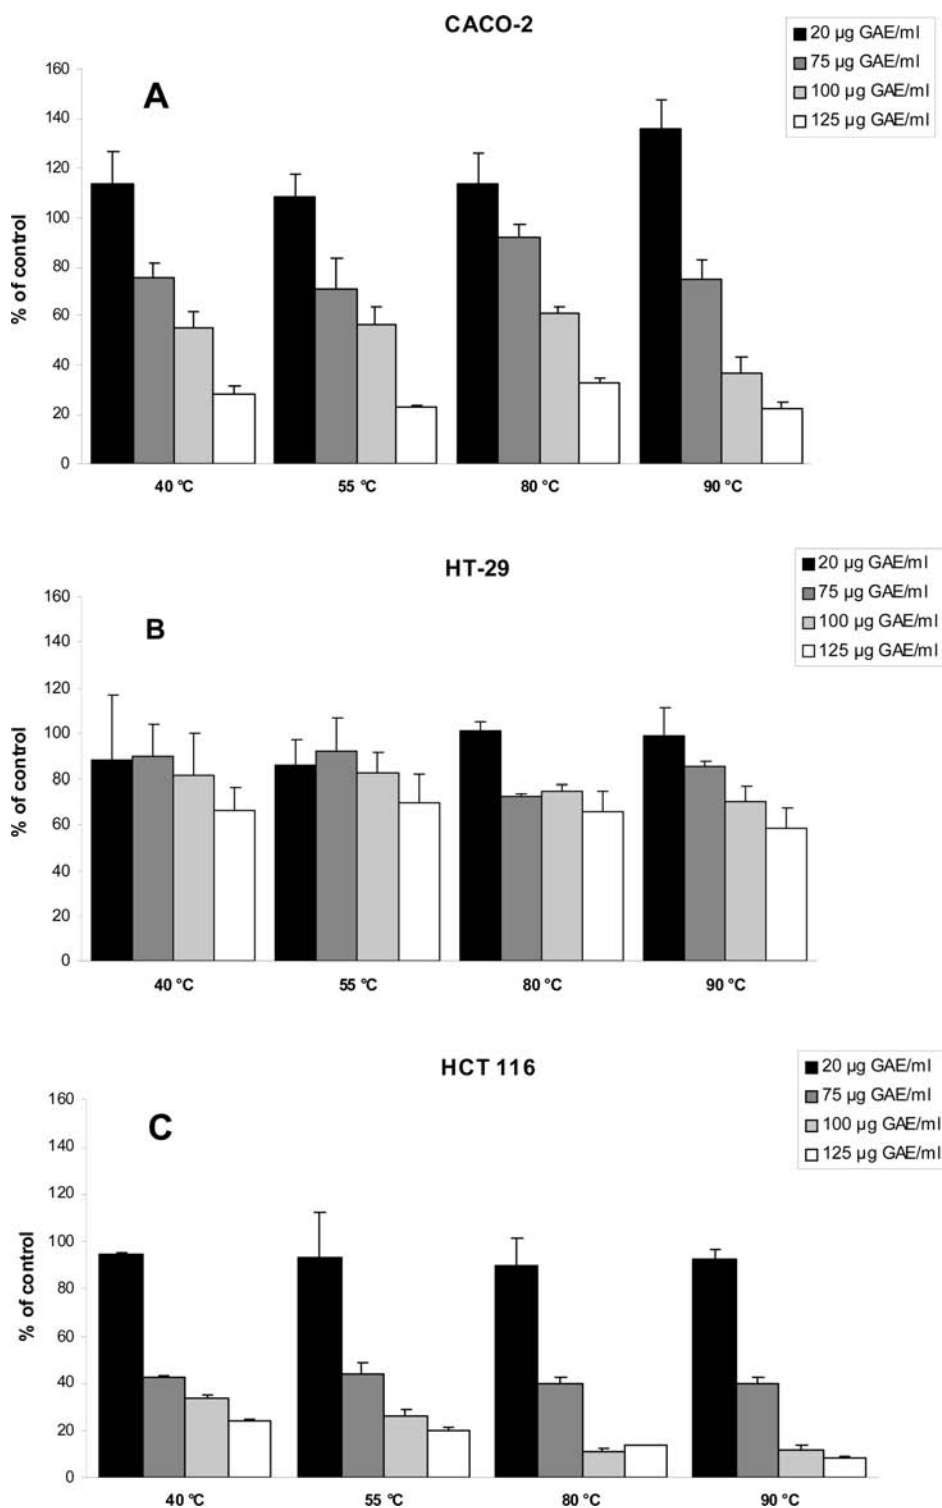 CACO-2
20 µg GAE/ml
75 µg GAE/ml
100 µg GAE/ml
125 µg GAE/ml
A
% of control
160
140
120
100
80
60
40
20
0
40 °C 55 °C 80 °C 90 °C
HT-29
20 µg GAE/ml
75 µg GAE/ml
100 µg GAE/ml
125 µg GAE/ml
B
% of control
160
140
120
100
80
60
40
20
0
40 °C 55 °C 80 °C 90 °C
HCT 116
20 µg GAE/ml
75 µg GAE/ml
100 µg GAE/ml
125 µg GAE/ml
C
% of control
160
140
120
100
80
60
40
20
0
40 °C 55 °C 80 °C 90 °C